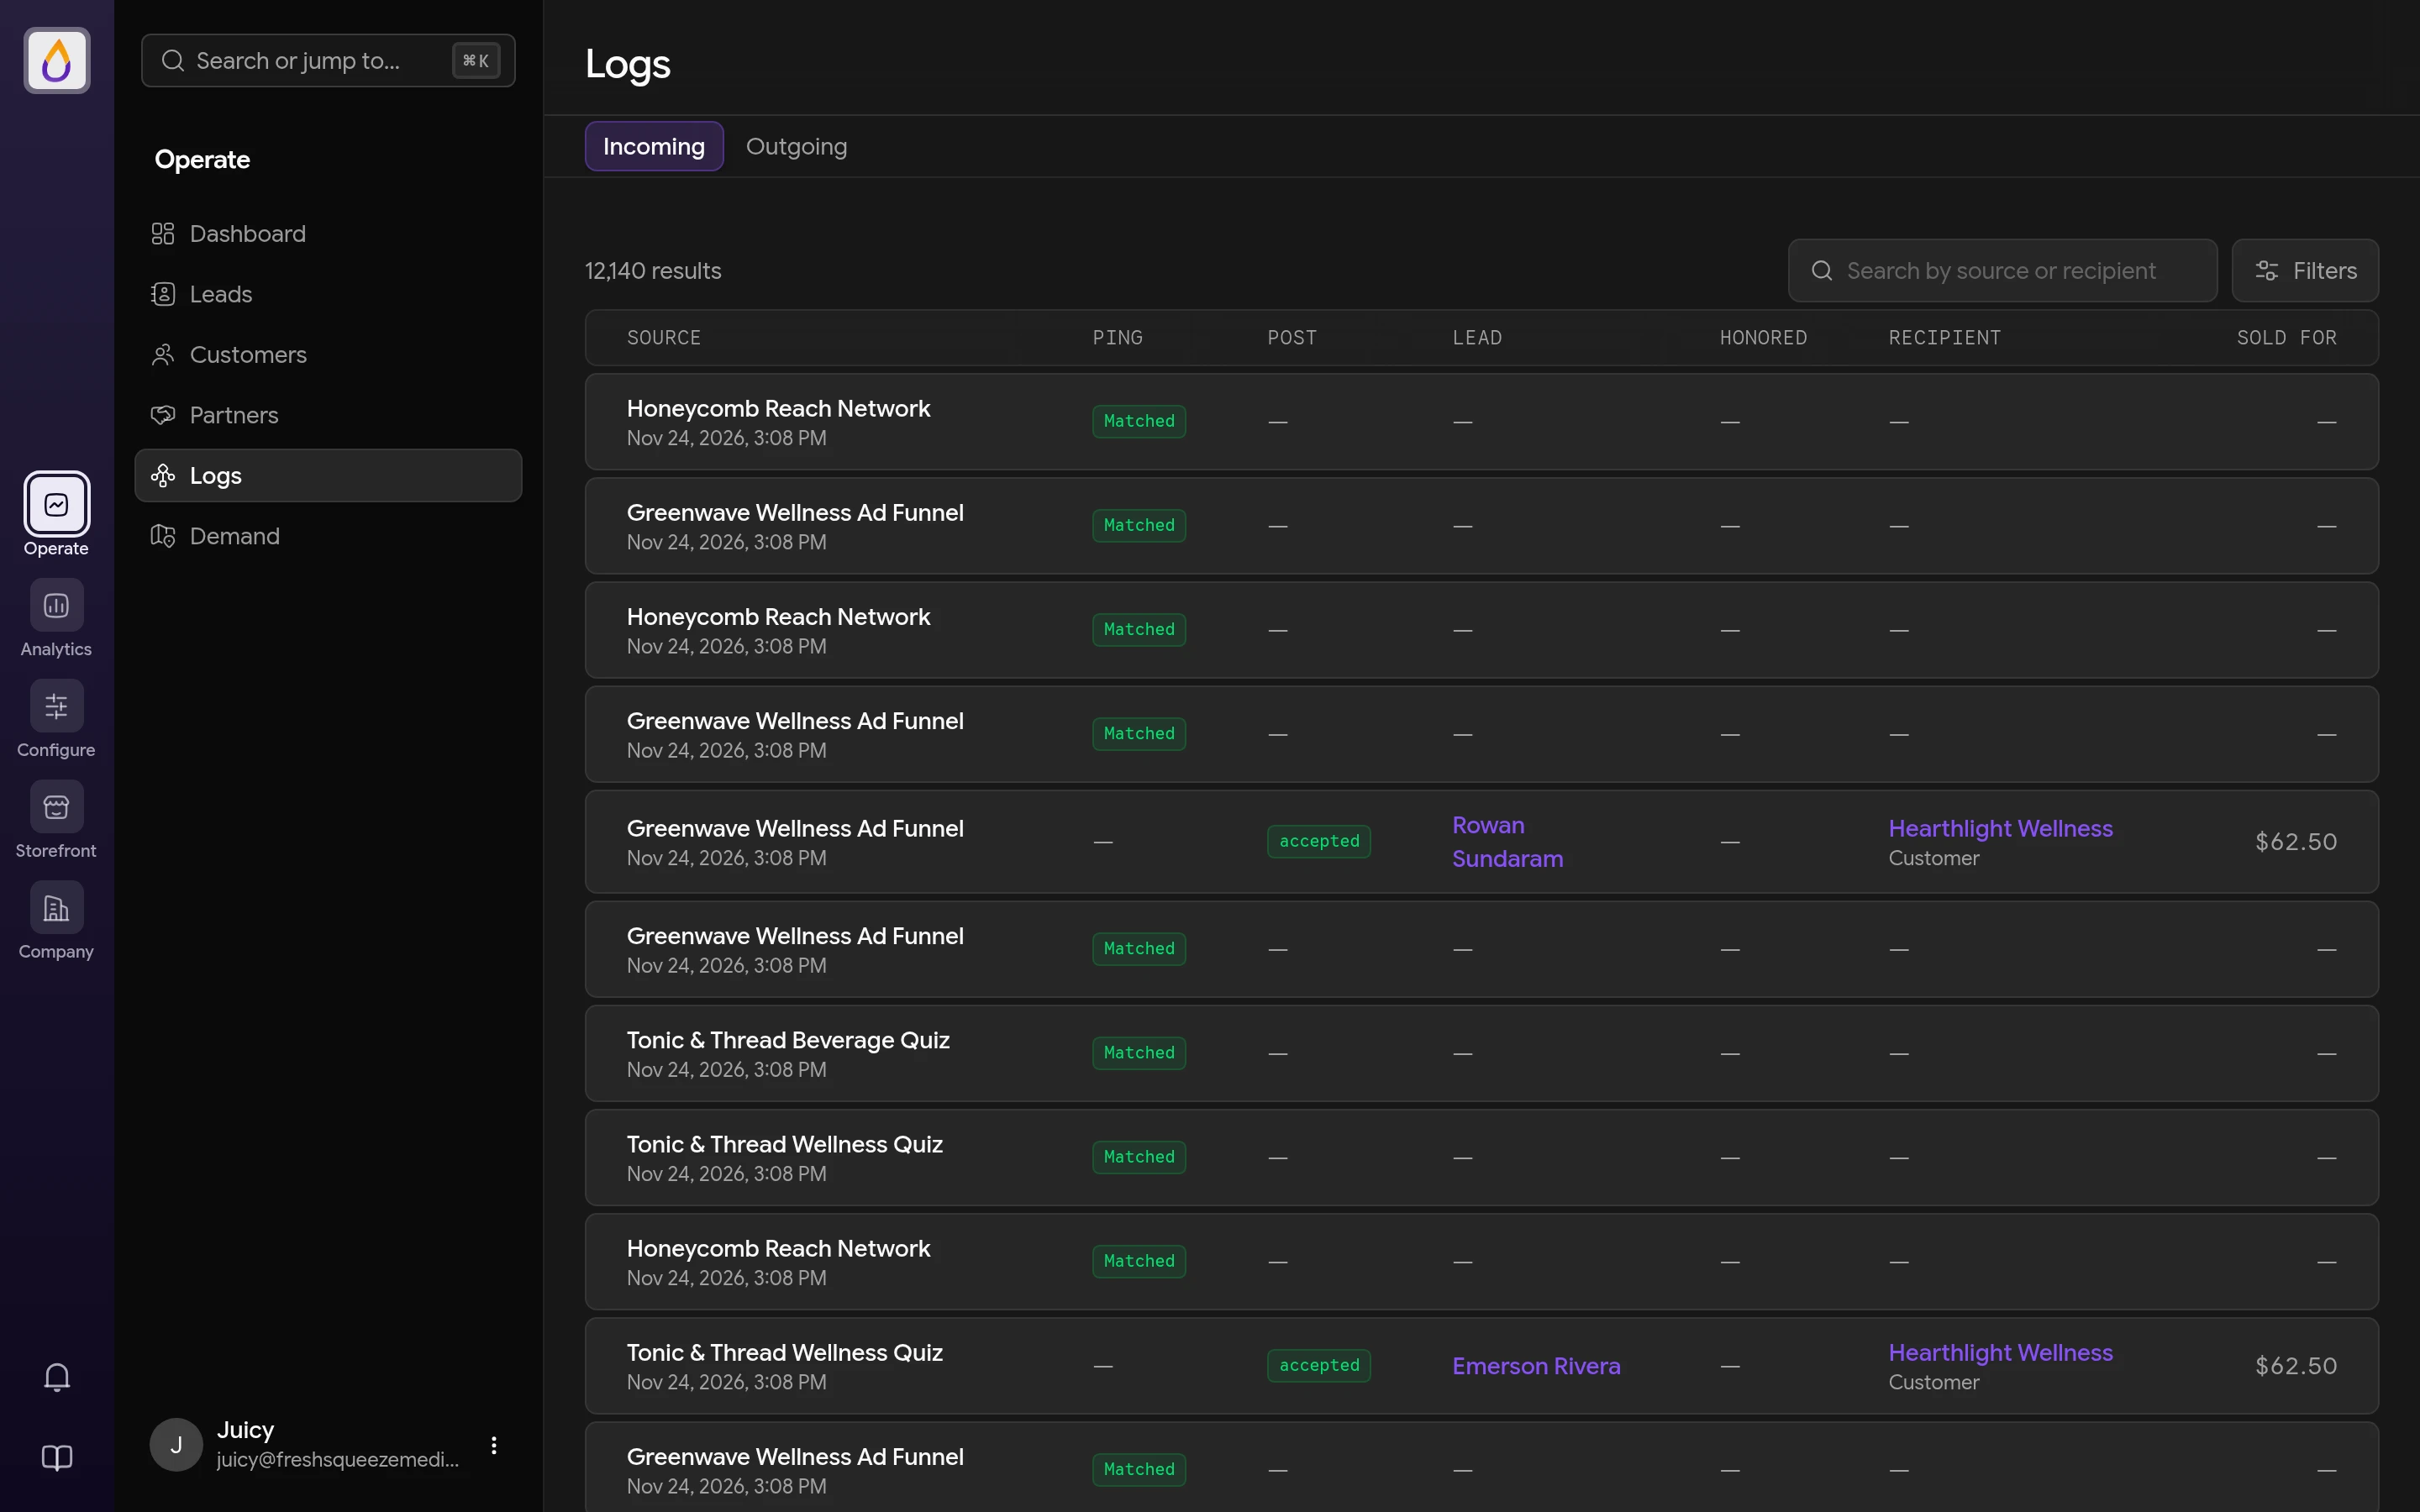 Search or jump to...
⌘K
Operate
Dashboard
Leads
Customers
Partners
Logs
Demand
Operate
Analytics
Configure
Storefront
Company
J
Juicy
juicy@freshsqueezemedi...
Logs
Incoming
Outgoing
12,140 results
Search by source or recipient
Filters
SOURCE PING POST LEAD HONORED RECIPIENT SOLD FOR
Honeycomb Reach Network
Nov 24, 2026, 3:08 PM
Matched — — — — —
Greenwave Wellness Ad Funnel
Nov 24, 2026, 3:08 PM
Matched — — — — —
Honeycomb Reach Network
Nov 24, 2026, 3:08 PM
Matched — — — — —
Greenwave Wellness Ad Funnel
Nov 24, 2026, 3:08 PM
Matched — — — — —
Greenwave Wellness Ad Funnel
Nov 24, 2026, 3:08 PM
— accepted
Rowan
Sundaram
—
Hearthlight Wellness
Customer
$62.50
Greenwave Wellness Ad Funnel
Nov 24, 2026, 3:08 PM
Matched — — — — —
Tonic & Thread Beverage Quiz
Nov 24, 2026, 3:08 PM
Matched — — — — —
Tonic & Thread Wellness Quiz
Nov 24, 2026, 3:08 PM
Matched — — — — —
Honeycomb Reach Network
Nov 24, 2026, 3:08 PM
Matched — — — — —
Tonic & Thread Wellness Quiz
Nov 24, 2026, 3:08 PM
— accepted
Emerson Rivera
—
Hearthlight Wellness
Customer
$62.50
Greenwave Wellness Ad Funnel
Nov 24, 2026, 3:08 PM
Matched — — — — —